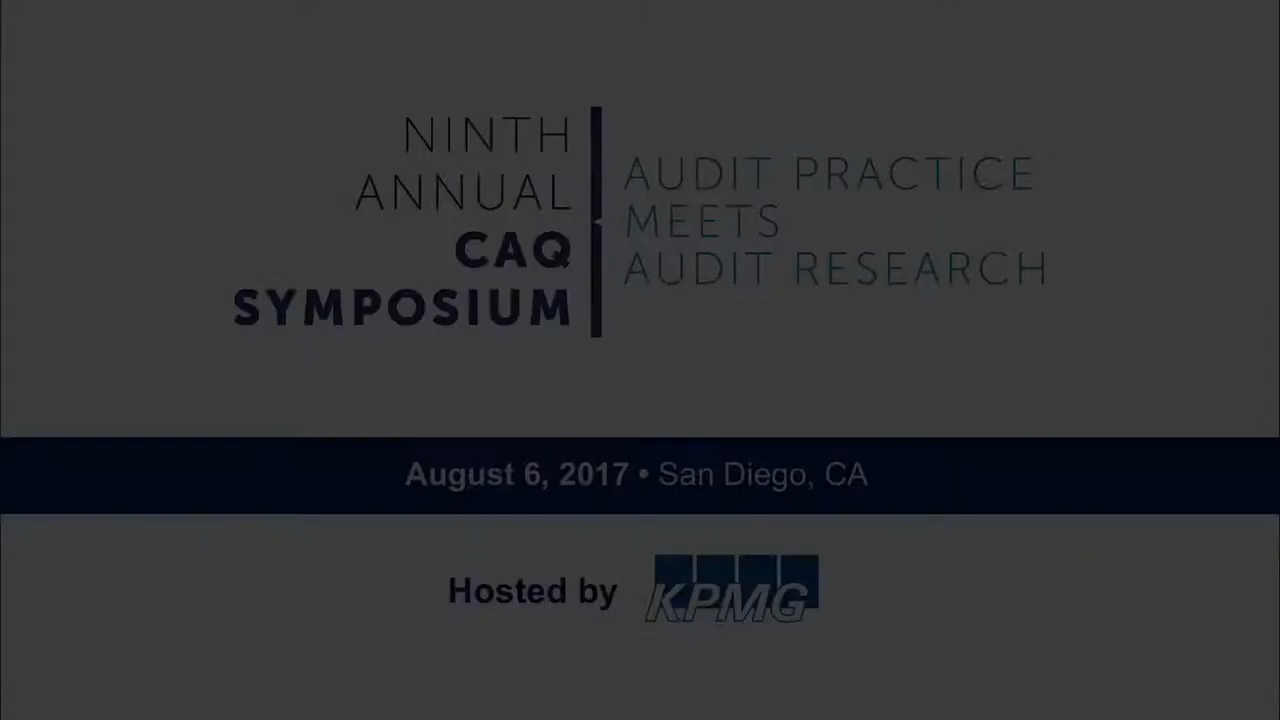 NINTH
ANNUAL
CAQ
SYMPOSIUM
AUDIT PRACTICE
MEETS
AUDIT RESEARCH
August 6, 2017 • San Diego, CA
Hosted by KPMG